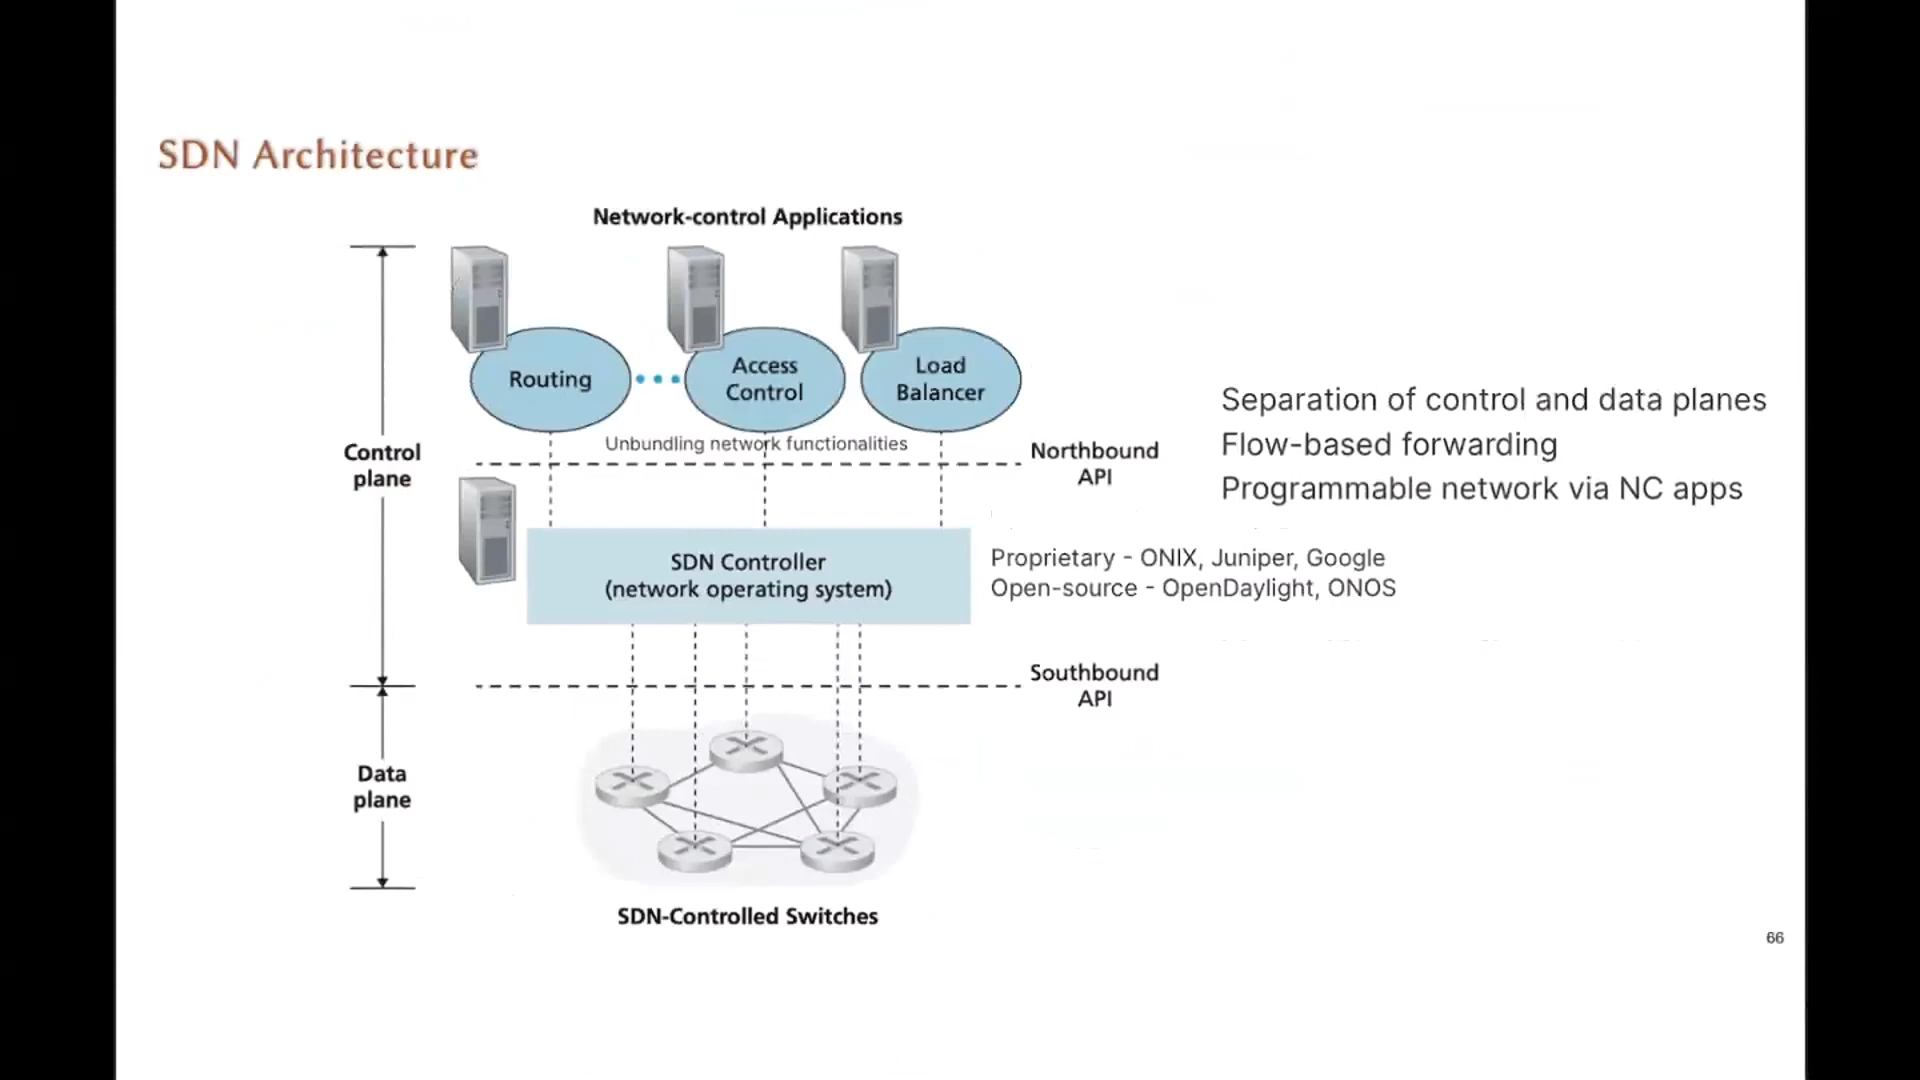 SDN Architecture
Network-control Applications
Routing
Access
Control
Load
Balancer
Unbundling network functionalities
Control
plane
Northbound
API
Separation of control and data planes
Flow-based forwarding
Programmable network via NC apps
SDN Controller
(network operating system)
Proprietary - ONIX, Juniper, Google
Open-source - OpenDaylight, ONOS
Southbound
API
Data
plane
SDN-Controlled Switches
66